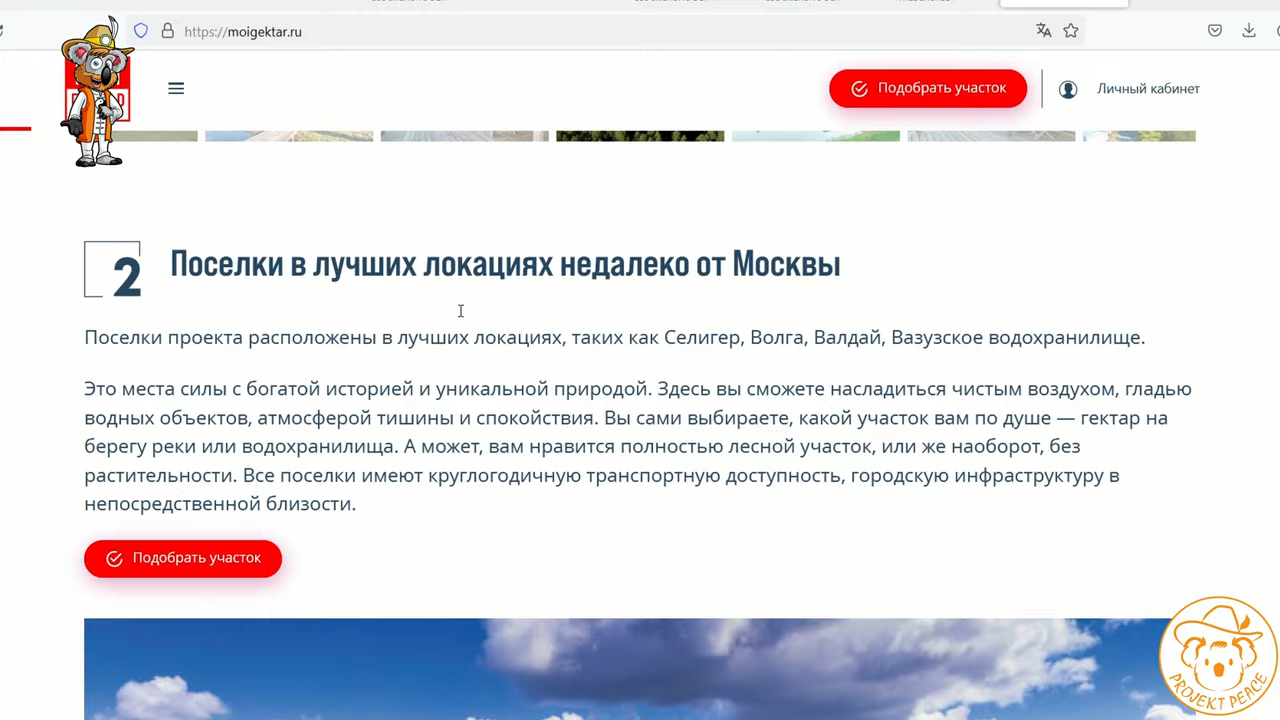 https://moigektar.ru
Подобрать участок
Личный кабинет
2
Поселки в лучших локациях недалеко от Москвы
Поселки проекта расположены в лучших локациях, таких как Селигер, Волга, Валдай, Вазузское водохранилище.
Это места силы с богатой историей и уникальной природой. Здесь вы сможете насладиться чистым воздухом, гладью
водных объектов, атмосферой тишины и спокойствия. Вы сами выбираете, какой участок вам по душе — гектар на
берегу реки или водохранилища. А может, вам нравится полностью лесной участок, или же наоборот, без
растительности. Все поселки имеют круглогодичную транспортную доступность, городскую инфраструктуру в
непосредственной близости.
Подобрать участок
PROJEKT PEACE